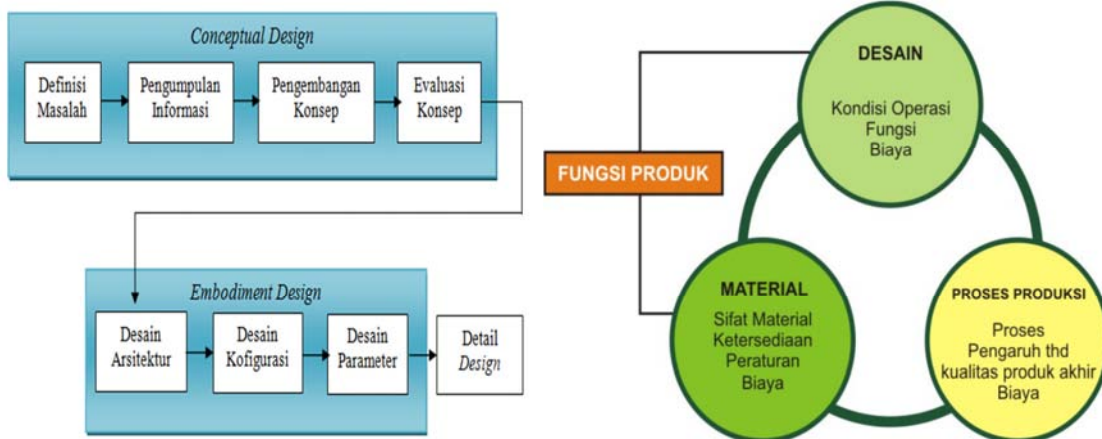 Conceptual Design
Definisi
Masalah
Pengumpulan
Informasi
Pengembangan
Konsep
Evaluasi
Konsep
Embodiment Design
Desain
Arsitektur
Desain
Kofigurasi
Desain
Parameter
Detail
Design
FUNGSI PRODUK
DESAIN
Kondisi Operasi
Fungsi
Biaya
MATERIAL
Sifat Material
Ketersediaan
Peraturan
Biaya
PROSES PRODUKSI
Proses
Pengaruh thd
kualitas produk akhir
Biaya